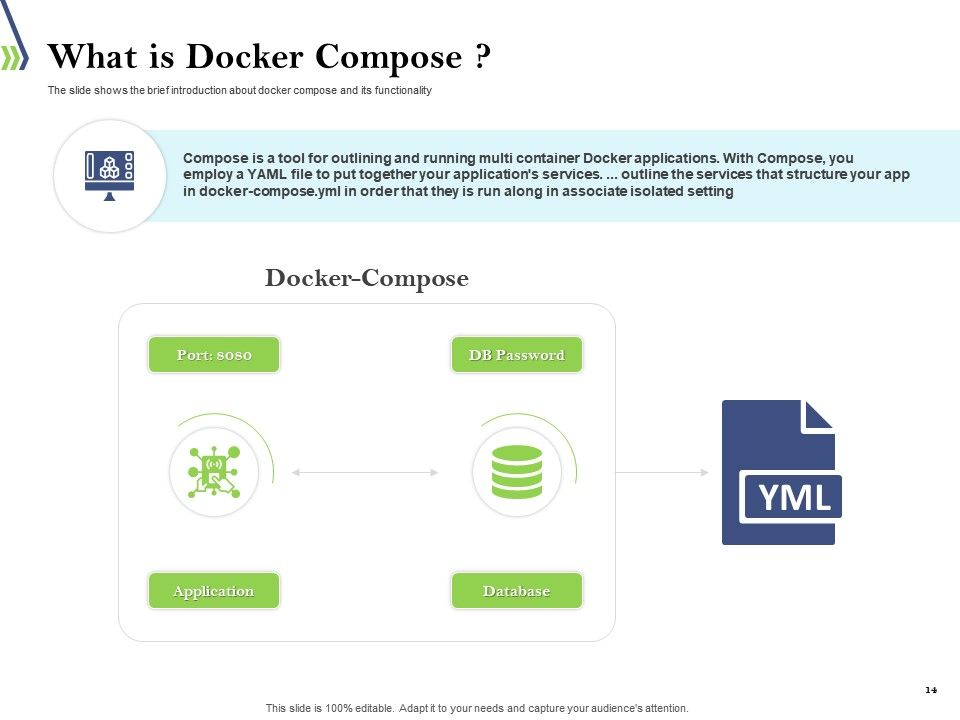 What is Docker Compose ?
The slide shows the brief introduction about docker compose and its functionality
Compose is a tool for outlining and running multi container Docker applications. With Compose, you
employ a YAML file to put together your application's services. ... outline the services that structure your app
in docker-compose.yml in order that they is run along in associate isolated setting
Docker-Compose
Port: 8080
DB Password
YML
Application
Database
14
This slide is 100% editable. Adapt it to your needs and capture your audience's attention.